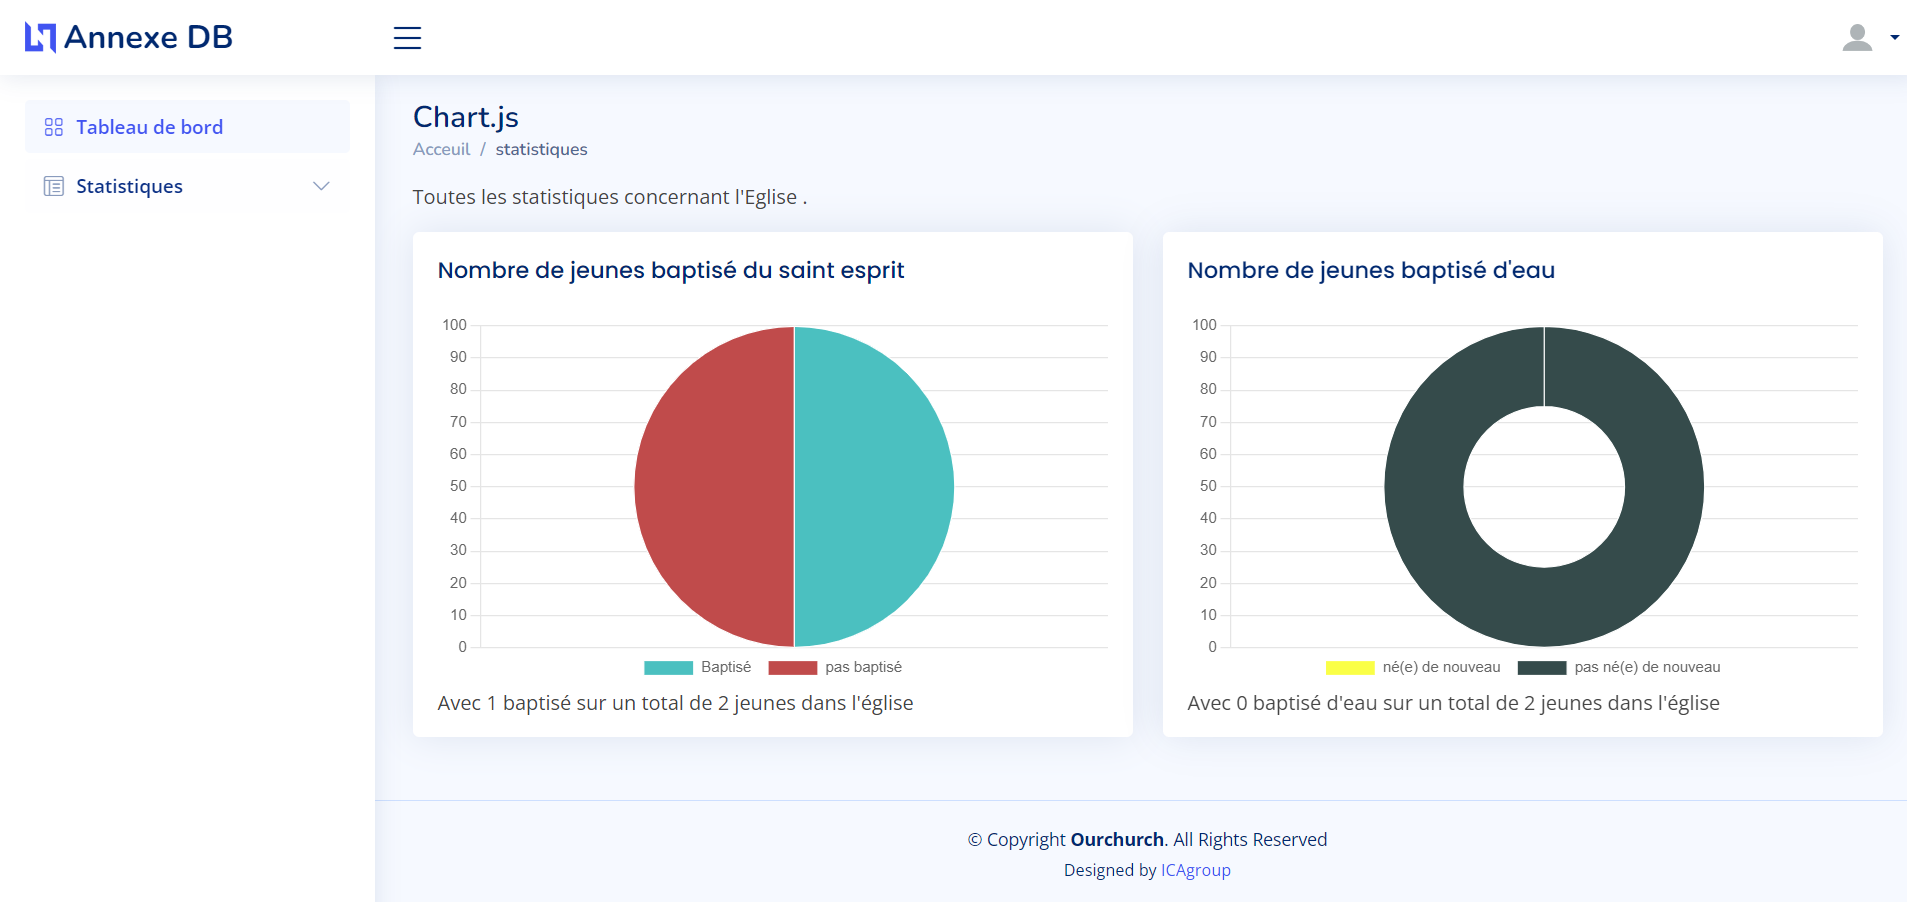 Annexe DB
Tableau de bord
Statistiques
Chart.js
Acceuil / statistiques
Toutes les statistiques concernant l'Eglise .
Nombre de jeunes baptisé du saint esprit
100
90
80
70
60
50
40
30
20
10
0
Baptisé pas baptisé
Avec 1 baptisé sur un total de 2 jeunes dans l'église
Nombre de jeunes baptisé d'eau
100
90
80
70
60
50
40
30
20
10
0
né(e) de nouveau pas né(e) de nouveau
Avec 0 baptisé d'eau sur un total de 2 jeunes dans l'église
© Copyright Ourchurch. All Rights Reserved
Designed by ICAgroup